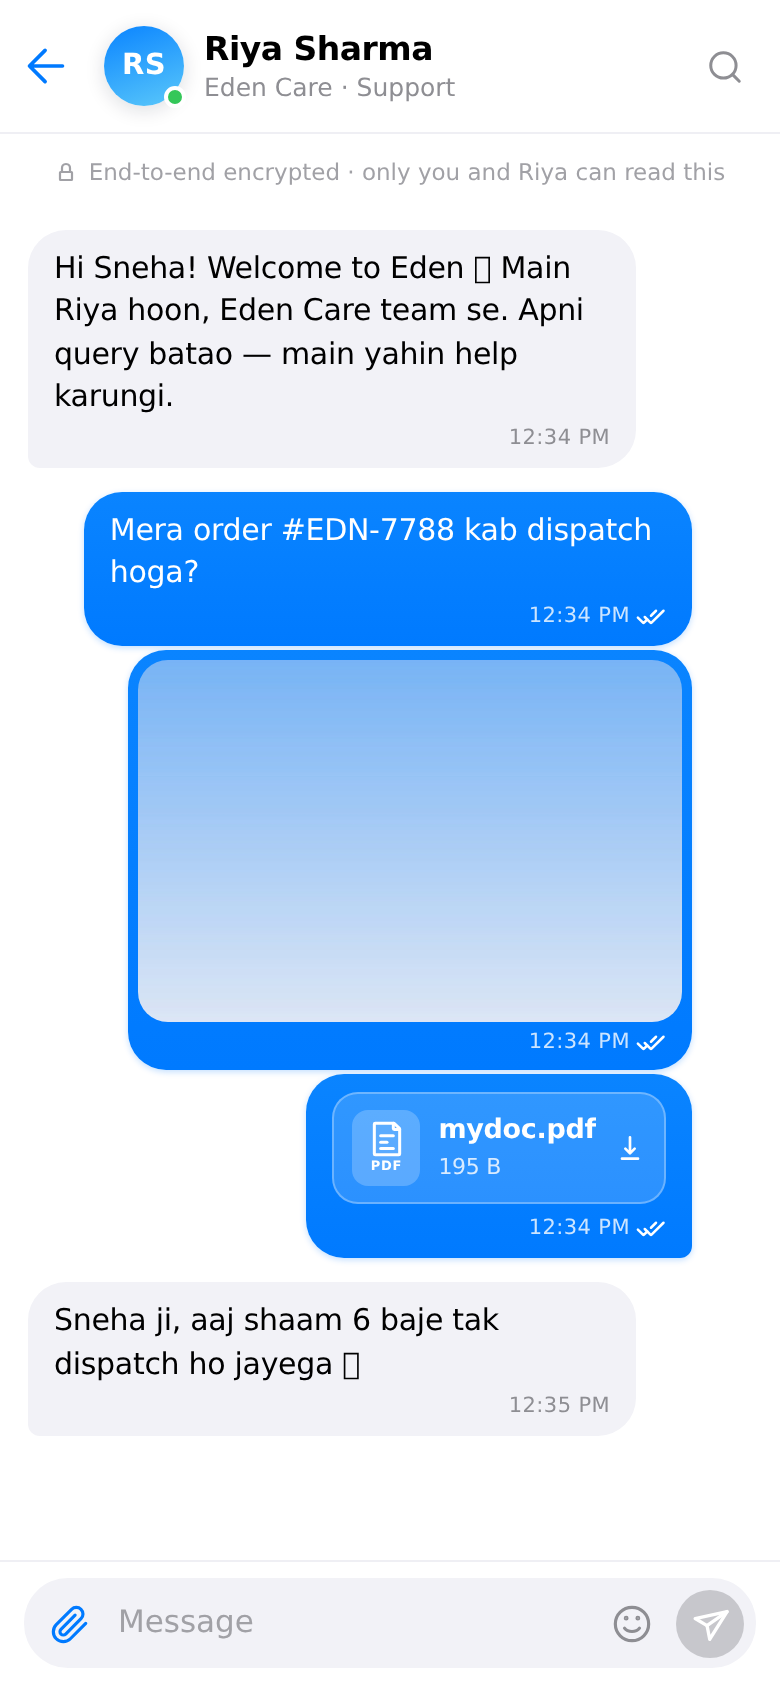 RS
Riya Sharma
Eden Care · Support
End-to-end encrypted · only you and Riya can read this
Hi Sneha! Welcome to Eden Main
Riya hoon, Eden Care team se. Apni
query batao — main yahin help
karungi.
12:34 PM
Mera order #EDN-7788 kab dispatch
hoga?
12:34 PM
12:34 PM
mydoc.pdf
PDF
195 B
12:34 PM
Sneha ji, aaj shaam 6 baje tak
dispatch ho jayega
12:35 PM
Message